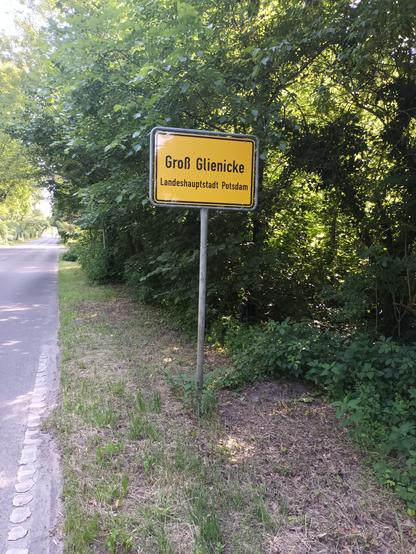 Groß Glienicke
Landeshauptstadt Potsdam